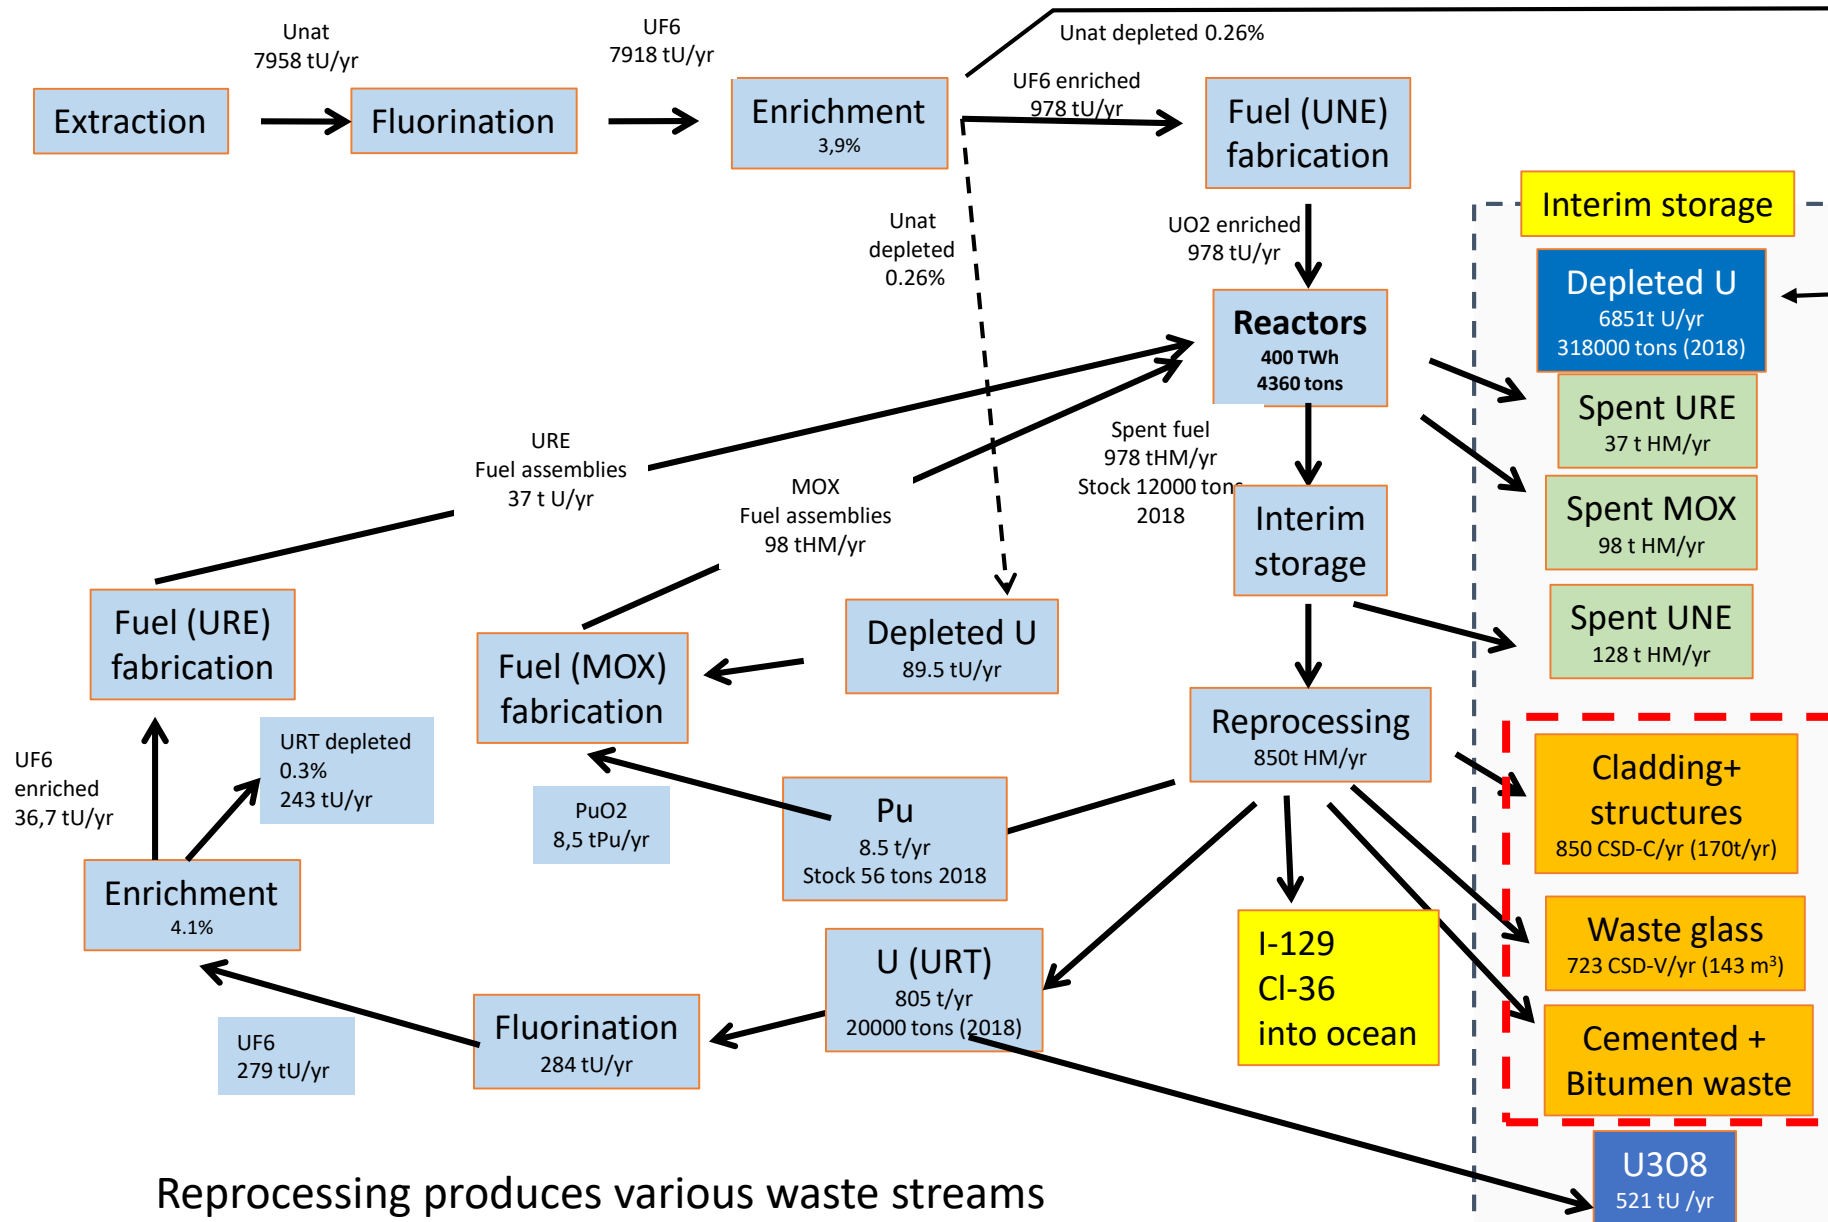 Unat
7958 tU/yr
UF6
7918 tU/yr
Unat depleted 0.26%
Extraction
Fluorination
Enrichment
3,9%
UF6 enriched
978 tU/yr
Fuel (UNE)
fabrication
Interim storage
Unat
depleted
0.26%
UO2 enriched
978 tU/yr
Depleted U
6851t U/yr
318000 tons (2018)
Reactors
400 TWh
4360 tons
Spent URE
37 t HM/yr
URE
Fuel assemblies
37 t U/yr
MOX
Fuel assemblies
98 tHM/yr
Spent fuel
978 tHM/yr
Stock 12000 tons
2018
Interim
storage
Spent MOX
98 t HM/yr
Spent UNE
128 t HM/yr
Fuel (URE)
fabrication
Fuel (MOX)
fabrication
Depleted U
89.5 tU/yr
Reprocessing
850t HM/yr
UF6
enriched
36,7 tU/yr
URT depleted
0.3%
243 tU/yr
PuO2
8,5 tPu/yr
Pu
8.5 t/yr
Stock 56 tons 2018
Cladding+
structures
850 CSD-C/yr (170t/yr)
Enrichment
4.1%
U (URT)
805 t/yr
20000 tons (2018)
I-129
Cl-36
into ocean
Waste glass
723 CSD-V/yr (143 m³)
Fluorination
284 tU/yr
UF6
279 tU/yr
Cemented +
Bitumen waste
U3O8
521 tU /yr
Reprocessing produces various waste streams